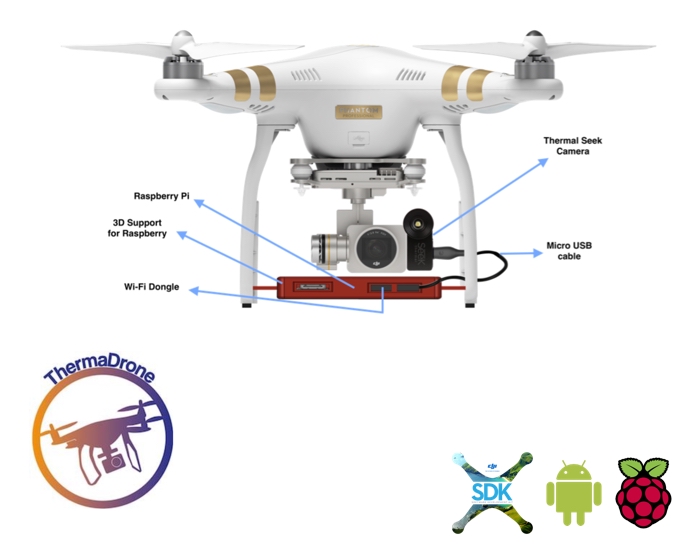 Thermal Seek
Camera
Raspberry Pi
3D Support
for Raspberry
Micro USB
cable
Wi-Fi Dongle
ThermaDrone
dji
SDK